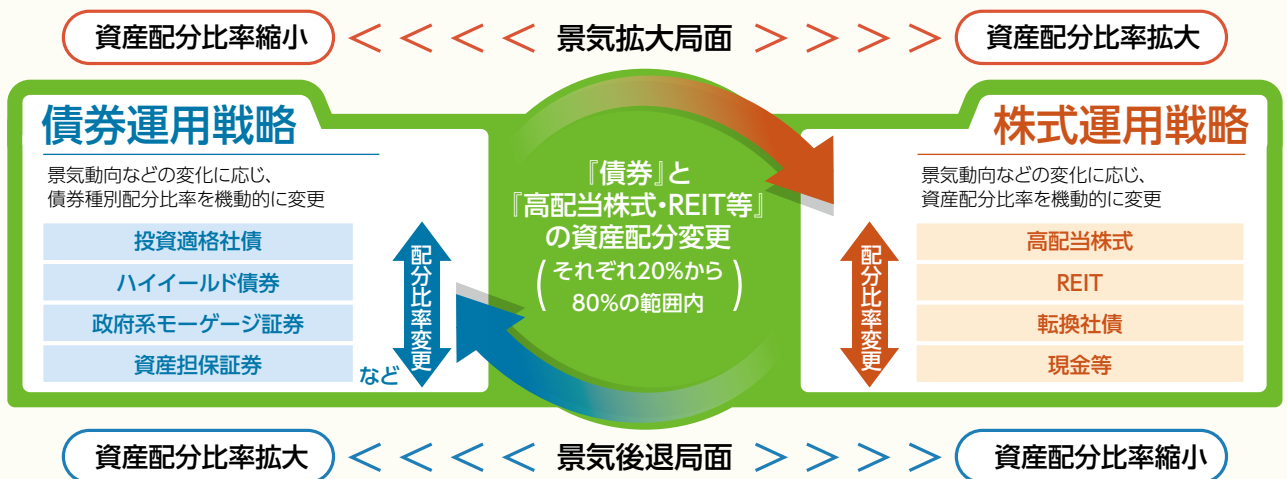 資産配分比率縮小
＜＜＜＜＜ 景気拡大局面 ＞＞＞＞＞
資産配分比率拡大
債券運用戦略
景気動向などの変化に応じ、
債券種別配分比率を機動的に変更
投資適格社債
ハイイールド債券
政府系モーゲージ証券
資産担保証券
など
配分比率変更
『債券』と
『高配当株式・REIT等』
の資産配分変更
(それぞれ20%から
80%の範囲内)
株式運用戦略
景気動向などの変化に応じ、
資産配分比率を機動的に変更
配分比率変更
高配当株式
REIT
転換社債
現金等
資産配分比率拡大
＜＜＜＜＜ 景気後退局面 ＞＞＞＞＞
資産配分比率縮小